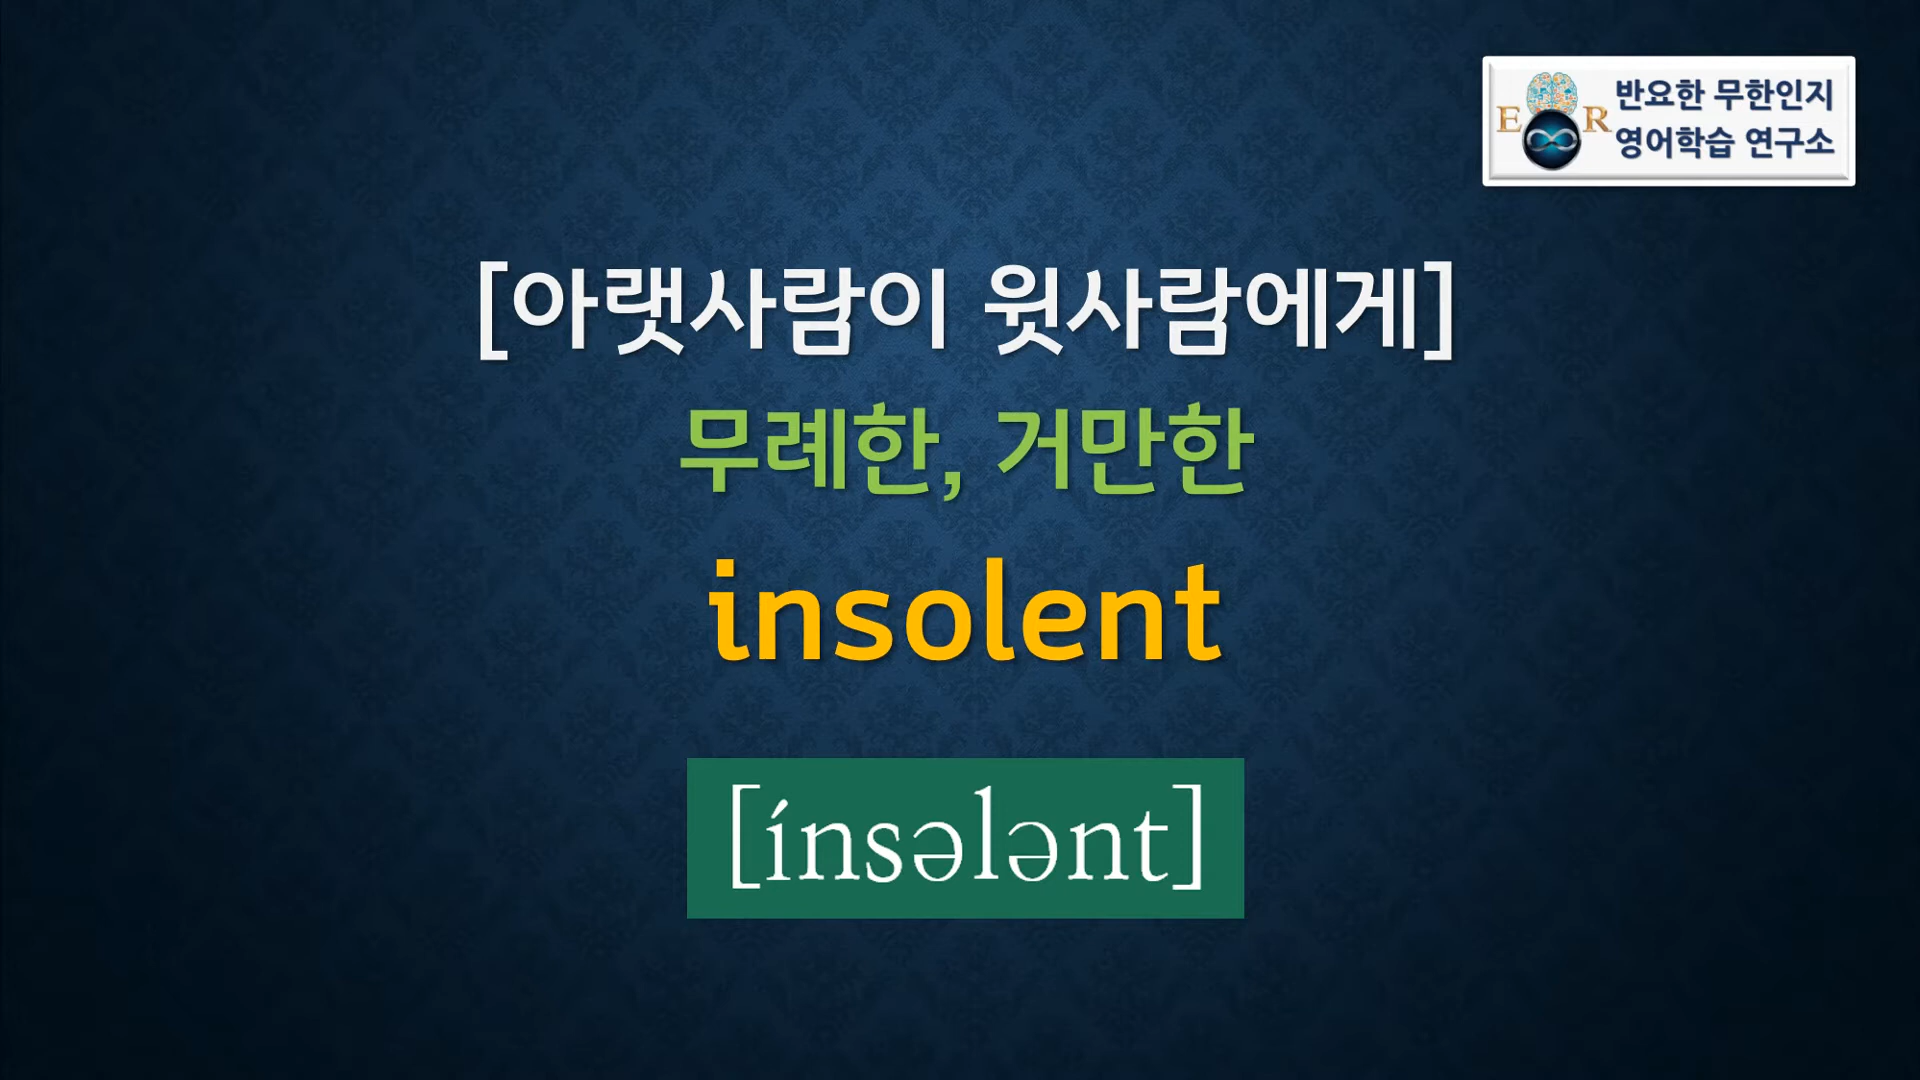 E R 반요한 무한인지
영어학습 연구소
[아랫사람이 윗사람에게]
무례한, 거만한
insolent
[ínsələnt]